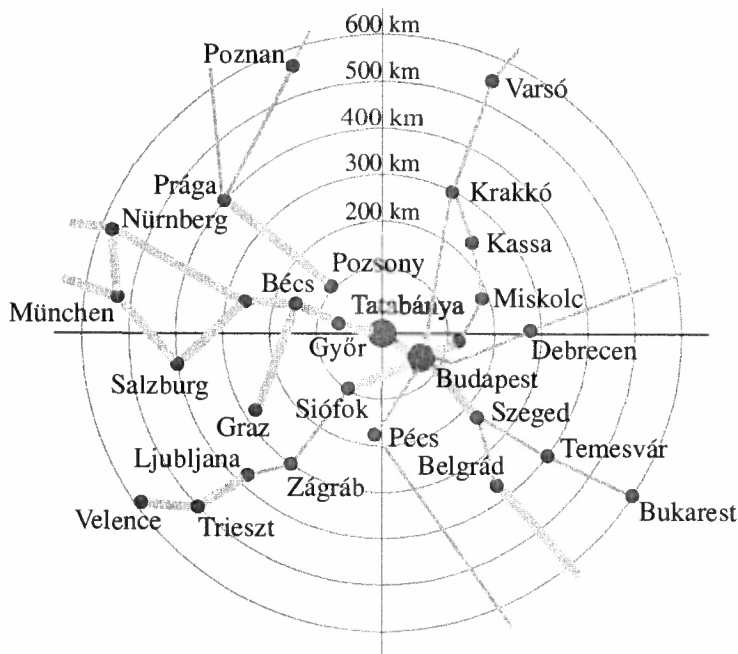 600 km
Poznan
500 km
Varsó
400 km
300 km
Prága
Krakkó
200 km
Nürnberg
Kassa
Pozsony
Bécs
Tatabánya
Miskolc
München
Győr
Debrecen
Salzburg
Budapest
Siófok
Szeged
Graz
Pécs
Temesvár
Ljubljana
Belgrád
Zágráb
Velence
Trieszt
Bukarest